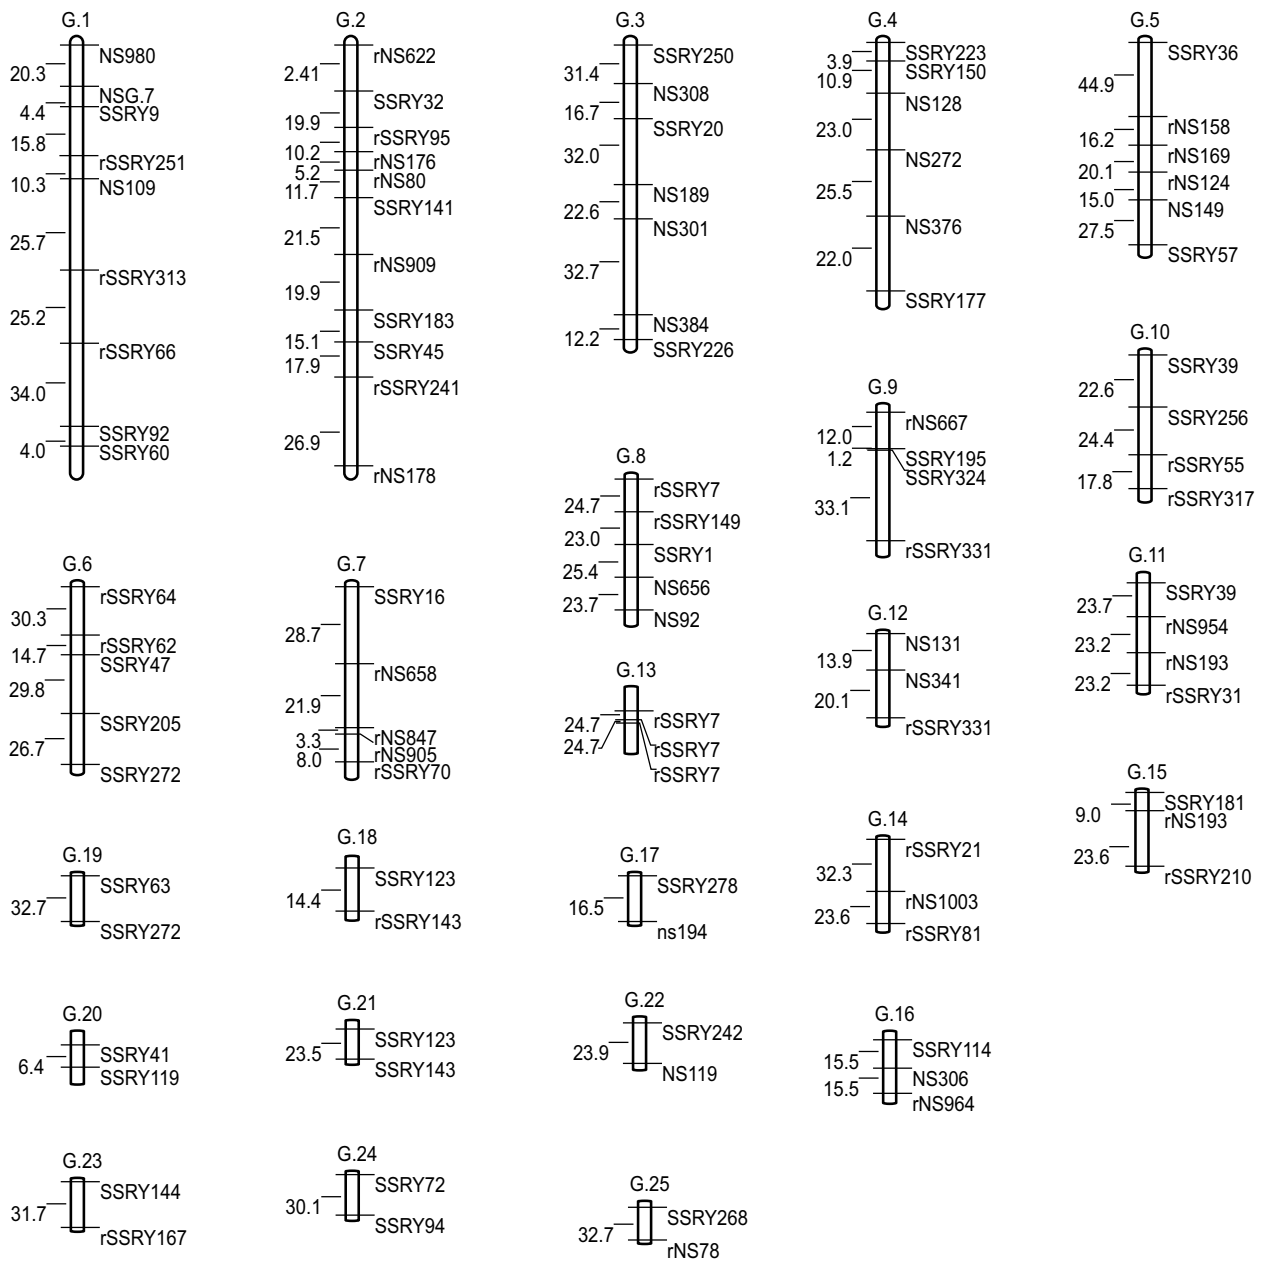 G.1
20.3
4.4
15.8
10.3
25.7
25.2
34.0
4.0
NS980
NSG.7
SSRY9
rSSRY251
NS109
rSSRY313
rSSRY66
SSRY92
SSRY60
G.2
2.41
19.9
10.2
5.2
11.7
21.5
19.9
15.1
17.9
26.9
rNS622
SSRY32
rSSRY95
rNS176
rNS80
SSRY141
rNS909
SSRY183
SSRY45
rSSRY241
rNS178
G.3
31.4
16.7
32.0
22.6
32.7
12.2
SSRY250
NS308
SSRY20
NS189
NS301
NS384
SSRY226
G.4
3.9
10.9
23.0
25.5
22.0
SSRY223
SSRY150
NS128
NS272
NS376
SSRY177
G.5
44.9
16.2
20.1
15.0
27.5
SSRY36
rNS158
rNS169
rNS124
NS149
SSRY57
G.6
30.3
14.7
29.8
26.7
rSSRY64
rSSRY62
SSRY47
SSRY205
SSRY272
G.7
28.7
21.9
3.3
8.0
SSRY16
rNS658
rNS847
rNS905
rSSRY70
G.8
24.7
23.0
25.4
23.7
rSSRY7
rSSRY149
SSRY1
NS656
NS92
G.9
12.0
1.2
33.1
rNS667
SSRY195
SSRY324
rSSRY331
G.10
22.6
24.4
17.8
SSRY39
SSRY256
rSSRY55
rSSRY317
G.11
23.7
23.2
23.2
SSRY39
rNS954
rNS193
rSSRY31
G.12
13.9
20.1
NS131
NS341
rSSRY331
G.13
24.7
24.7
rSSRY7
rSSRY7
rSSRY7
G.14
32.3
23.6
rSSRY21
rNS1003
rSSRY81
G.15
9.0
23.6
SSRY181
rNS193
rSSRY210
G.19
32.7
SSRY63
SSRY272
G.18
14.4
SSRY123
rSSRY143
G.17
16.5
SSRY278
ns194
G.20
6.4
SSRY41
SSRY119
G.21
23.5
SSRY123
SSRY143
G.22
23.9
SSRY242
NS119
G.16
15.5
15.5
SSRY114
NS306
rNS964
G.23
31.7
SSRY144
rSSRY167
G.24
30.1
SSRY72
SSRY94
G.25
32.7
SSRY268
rNS78